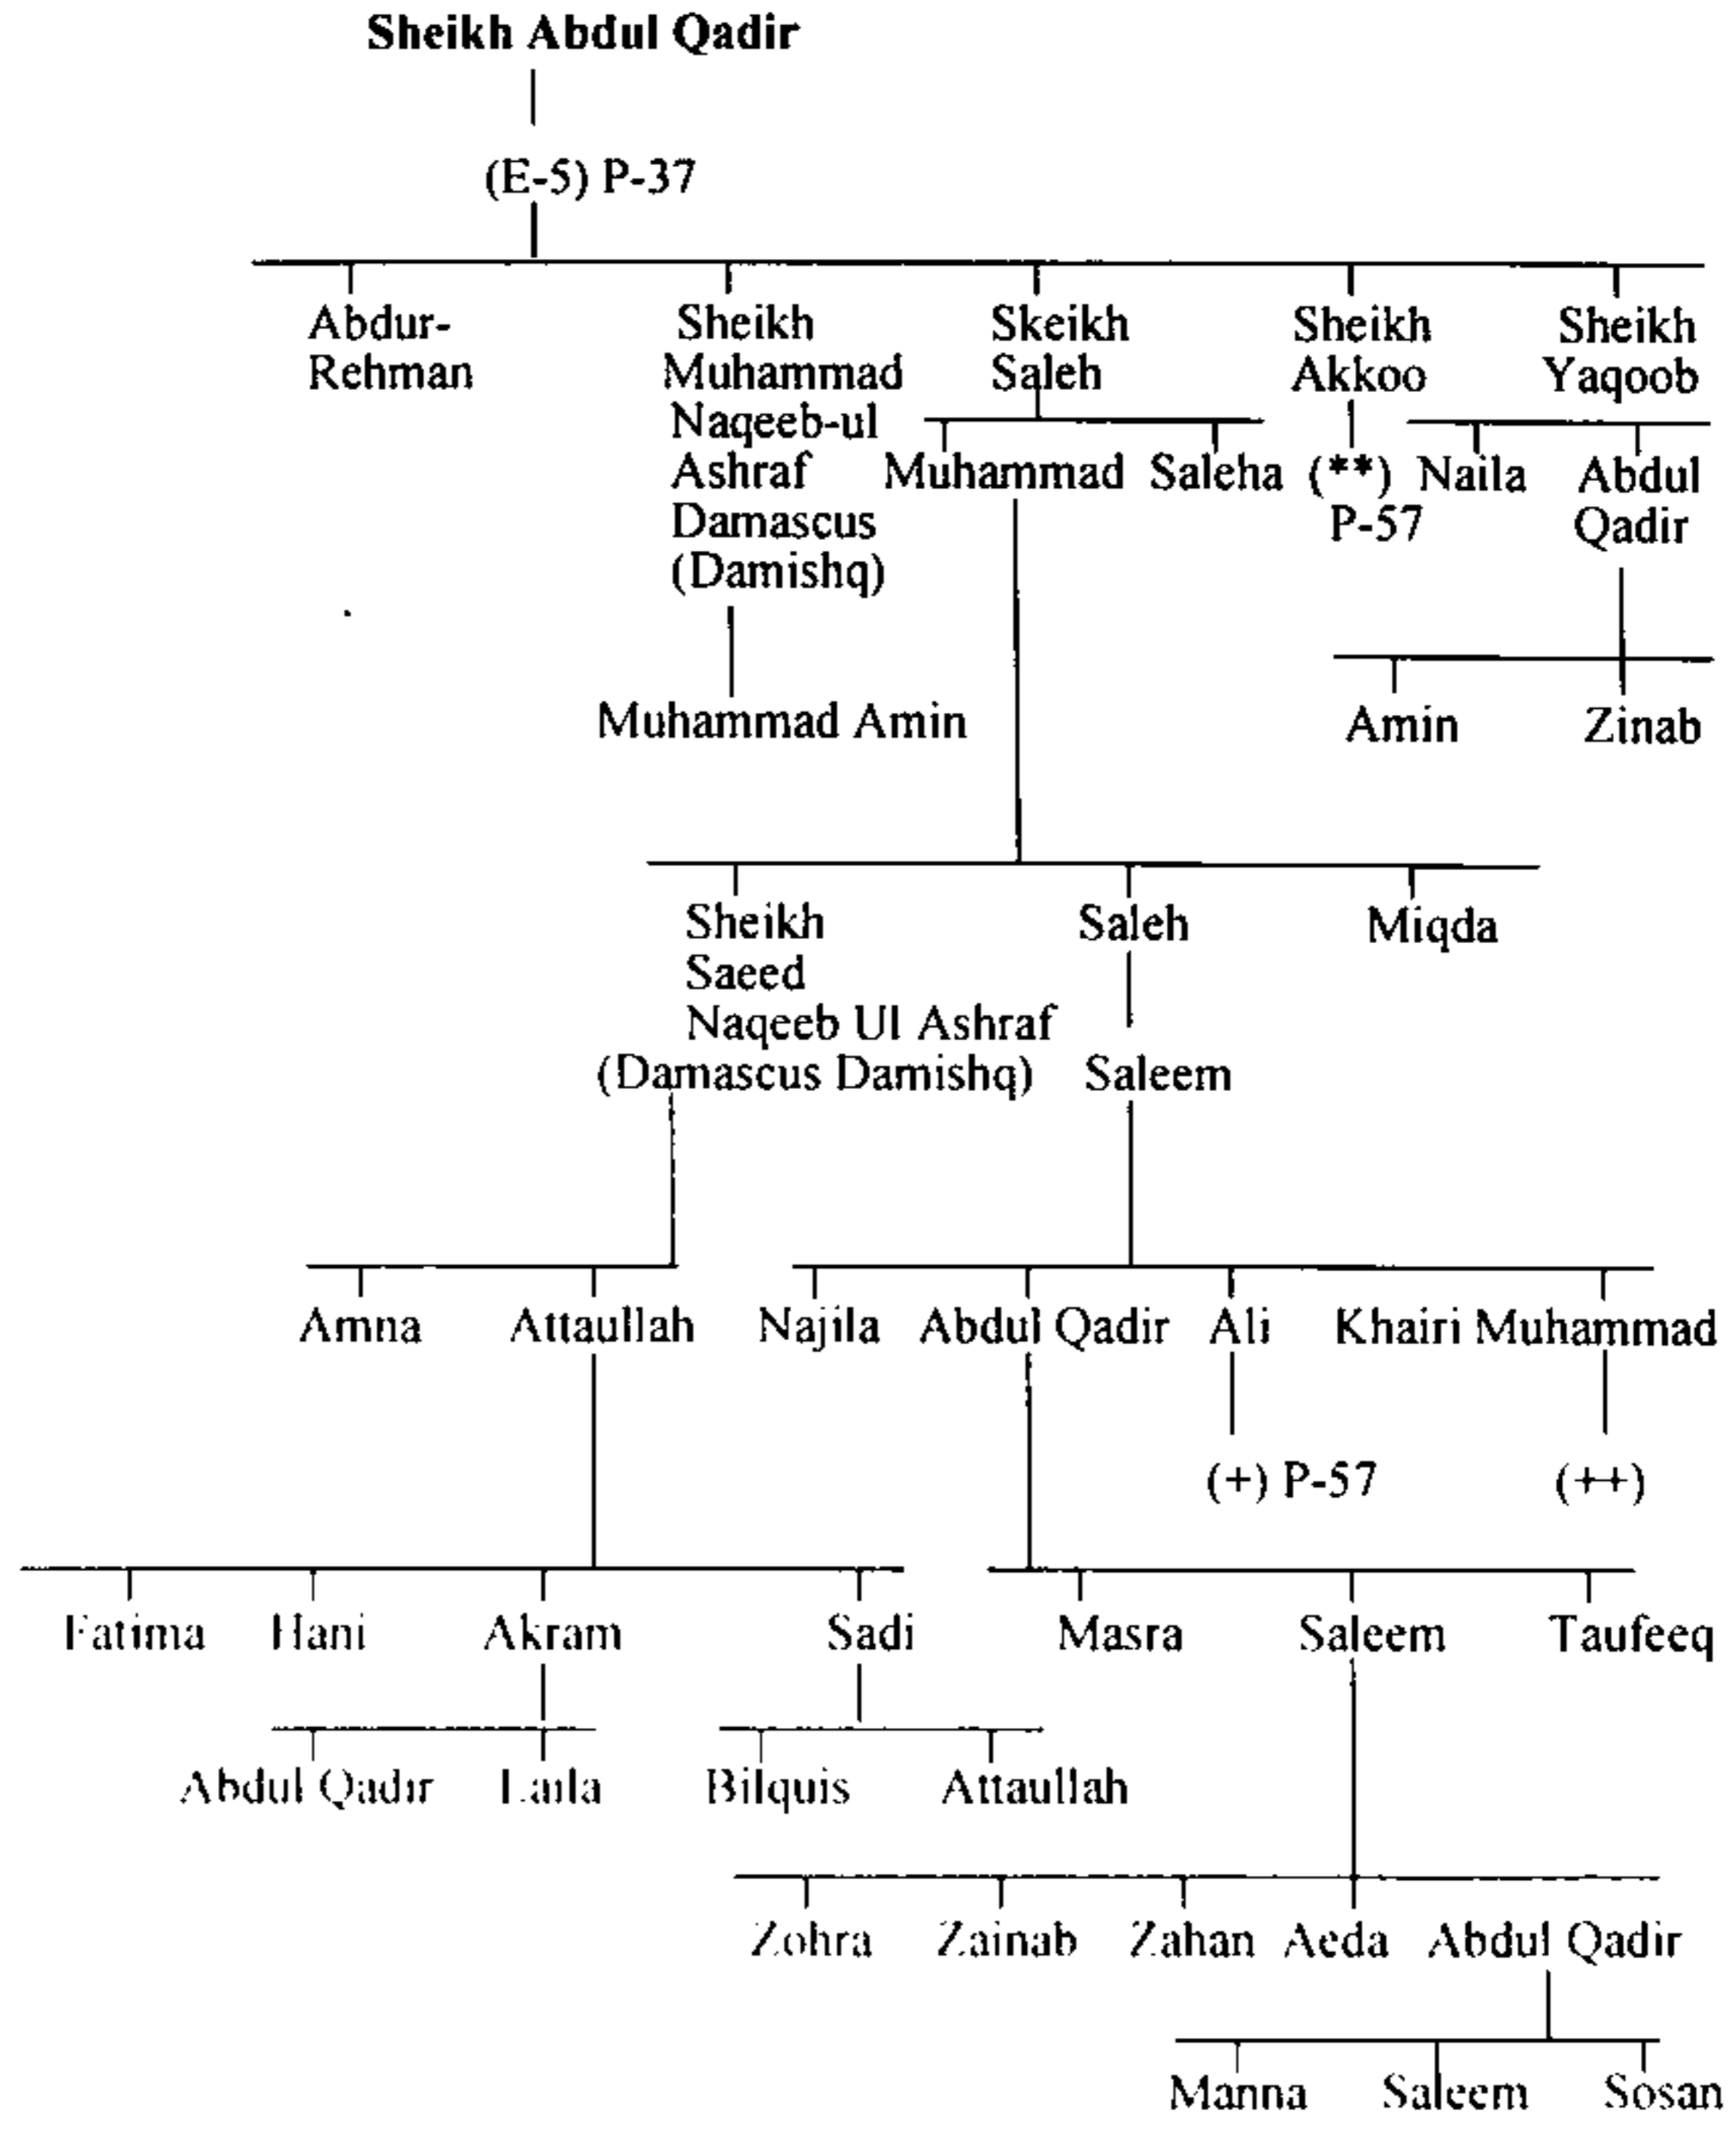 Sheikh Abdul Qadir
(E-5) P-37
Abdur-
Rehman
Sheikh
Muhammad
Naqeeb-ul
Ashraf
Damascus
(Damishq)
Skeikh
Saleh
Sheikh
Akkoo
Sheikh
Yaqoob
Muhammad
Saleha
(**)
P-57
Naila
Abdul
Qadir
Muhammad Amin
Amin
Zinab
Sheikh
Saeed
Naqeeb Ul Ashraf
(Damascus Damishq)
Saleh
Miqda
Saleem
Amna
Attaullah
Najila
Abdul Qadir
Ali
Khairi
Muhammad
(+) P-57
(++)
Fatima
Hani
Akram
Sadi
Masra
Saleem
Taufeeq
Abdul Qadir
Laila
Bilquis
Attaullah
Zohra
Zainab
Zahan
Aeda
Abdul Qadir
Manna
Saleem
Sosan